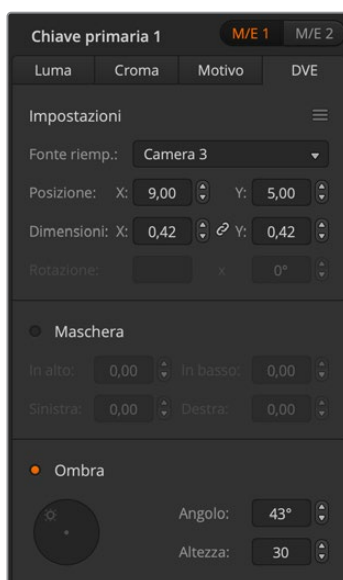 Chiave primaria 1 M/E 1 M/E 2
Luma Croma Motivo DVE
Impostazioni
Fonte riemp.: Camera 3
Posizione: X: 9,00 Y: 5,00
Dimensioni: X: 0,42 Y: 0,42
Rotazione: x 0°
Maschera
In alto: 0,00 In basso: 0,00
Sinistra: 0,00 Destra: 0,00
Ombra
Angolo: 43°
Altezza: 30